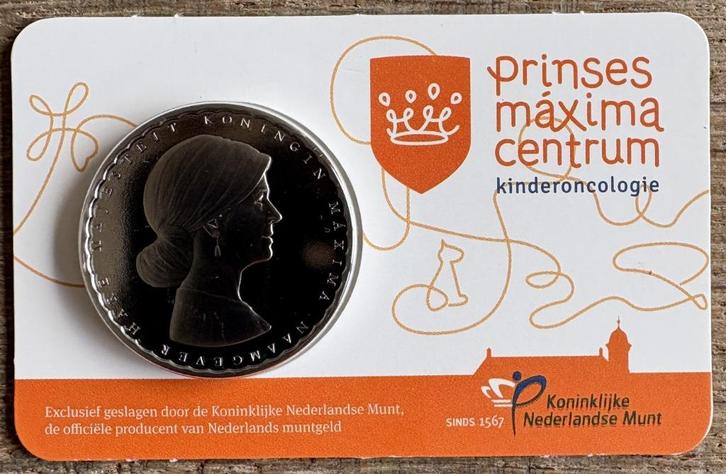 HARE MAJESTEIT KONINGIN MÁXIMA NAAMGEVER
prinses
máxima
centrum
kinderoncologie
Exclusief geslagen door de Koninklijke Nederlandse Munt,
de officiële producent van Nederlands muntgeld
SINDS 1567
Koninklijke
Nederlandse Munt